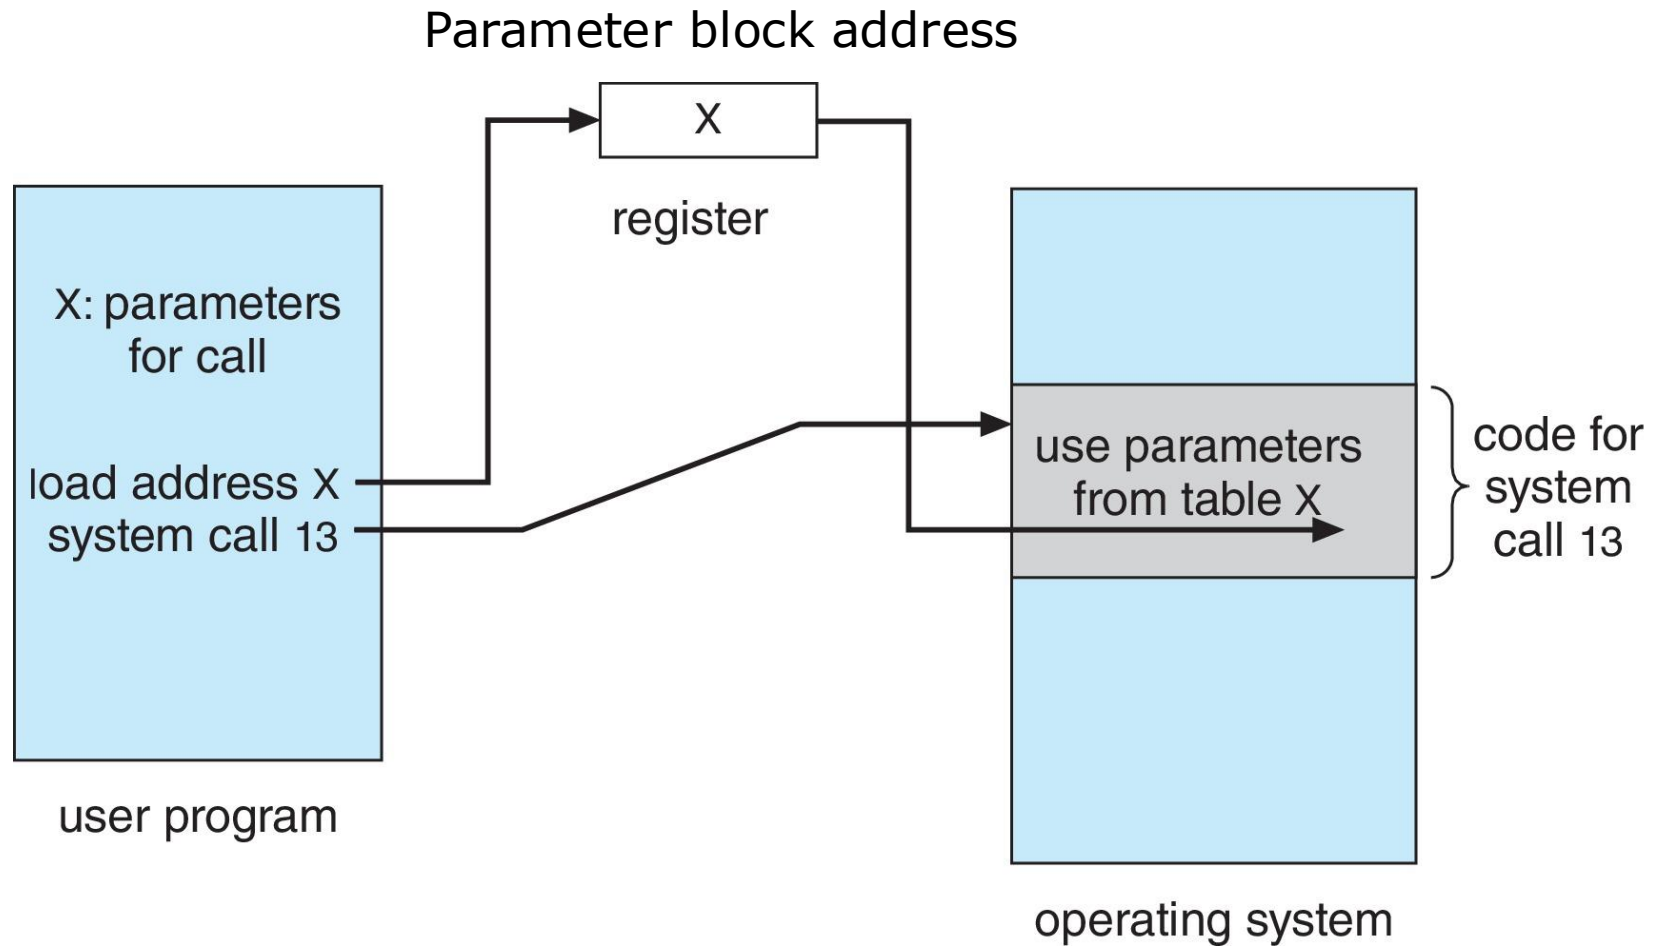 Parameter block address
X
register
X: parameters
for call
load address X
system call 13
user program
use parameters
from table X
code for
system
call 13
operating system